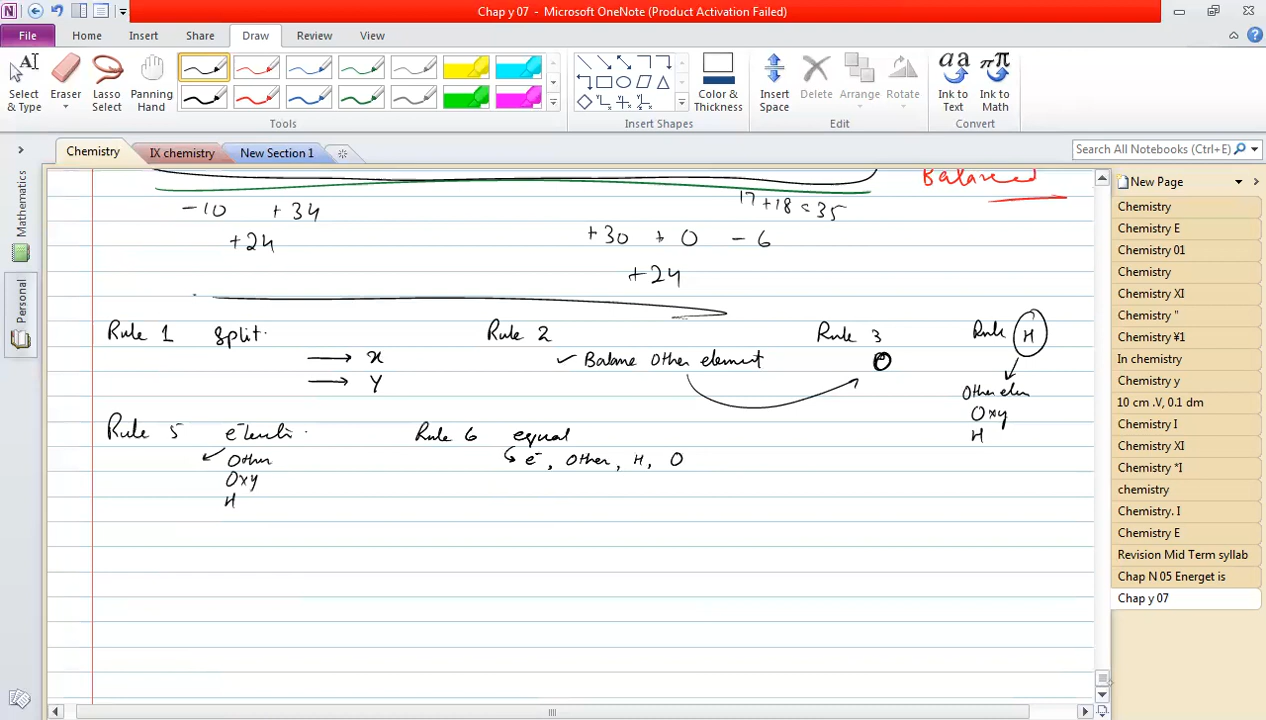 Chap y 07 - Microsoft OneNote (Product Activation Failed)
File Home Insert Share Draw Review View
Select & Type
Eraser
Lasso Select
Panning Hand
Color & Thickness
Insert Space
Delete
Arrange
Rotate
Ink to Text
Ink to Math
Tools
Insert Shapes
Edit
Convert
Chemistry
IX chemistry
New Section 1
Search All Notebooks (Ctrl+E)
Mathematics
Personal
New Page
Chemistry
Chemistry E
Chemistry 01
Chemistry
Chemistry XI
Chemistry "
Chemistry ¥1
In chemistry
Chemistry y
10 cm .V, 0.1 dm
Chemistry I
Chemistry XI
Chemistry *I
chemistry
Chemistry. I
Chemistry E
Revision Mid Term syllab
Chap N 05 Energet is
Chap y 07
Balanced
-10 +34
17+18 = 35
+24
+30 + 0 - 6
+24
Rule 1 Split
→ x
→ Y
Rule 2
✓ Balane Other element
Rule 3
O
Rule H
Other elem
Oxy
H
Rule 5
Other
Oxy
H
Rule 6 equal
e⁻, Other, H, O